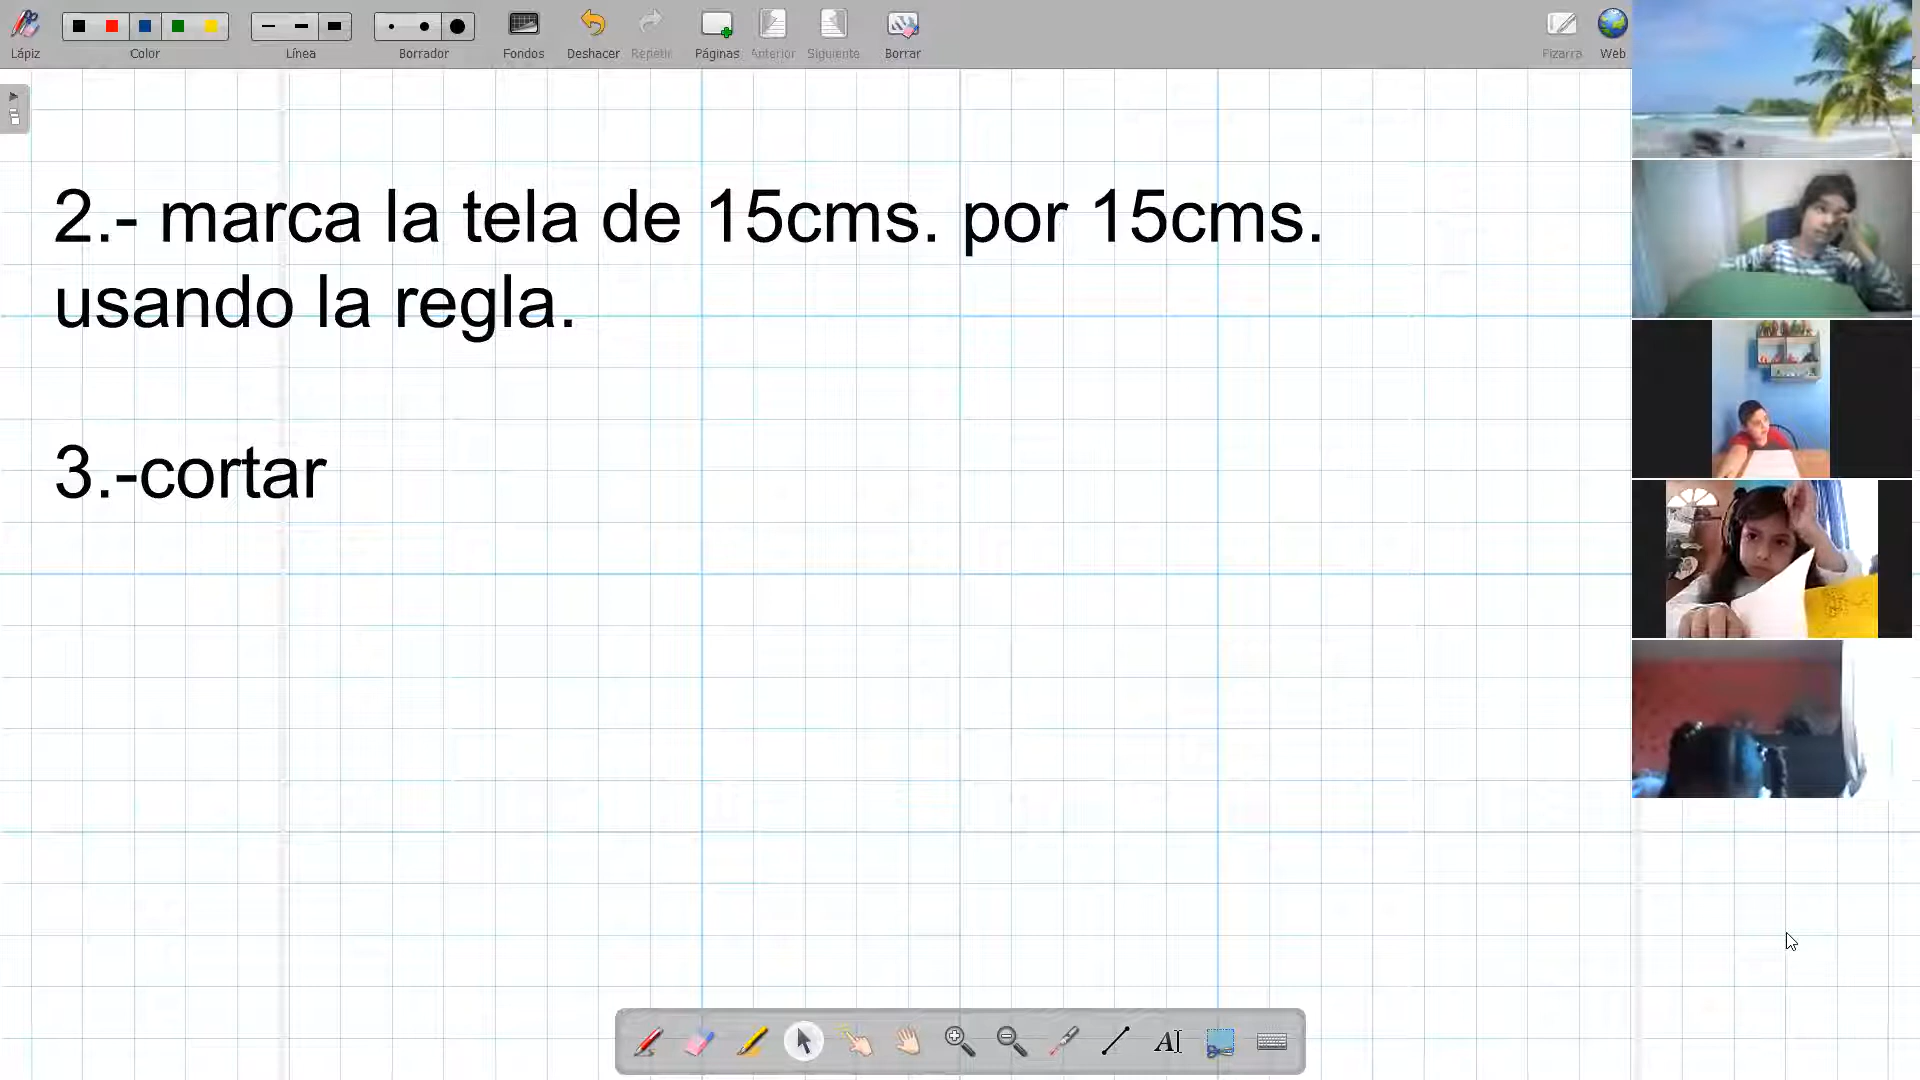 Lápiz Color Línea Borrador Fondos Deshacer Repetir Páginas Anterior Siguiente Borrar Pizarra Web
2.- marca la tela de 15cms. por 15cms.
usando la regla.
3.-cortar